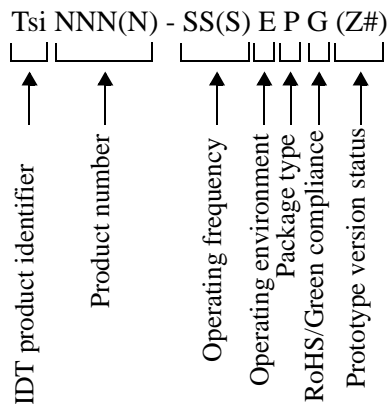 Tsi NNN(N) - SS(S) E P G (Z#)
IDT product identifier
Product number
Operating frequency
Operating environment
Package type
RoHS/Green compliance
Prototype version status